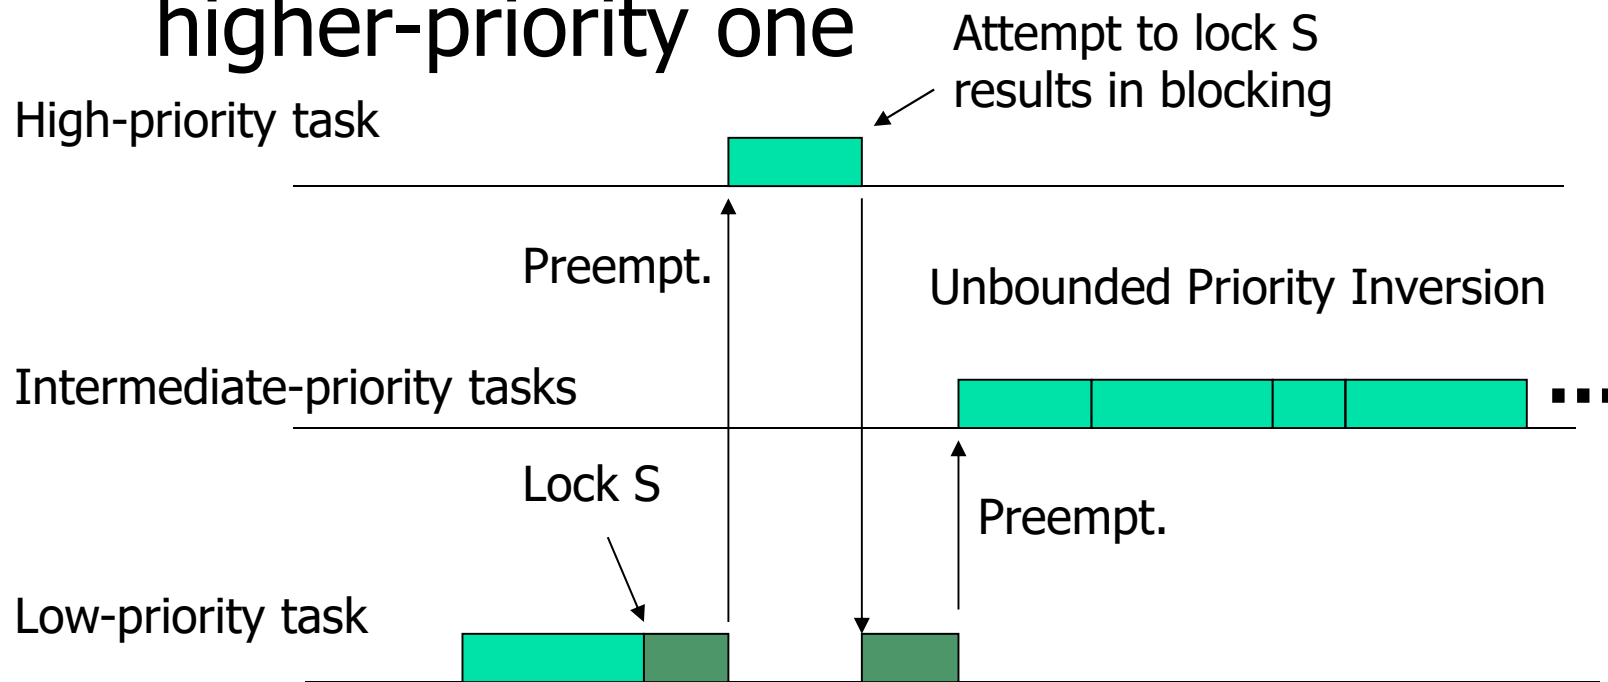 higher-priority one
Attempt to lock S
results in blocking
High-priority task
Preempt.
Unbounded Priority Inversion
Intermediate-priority tasks
Lock S
Preempt.
Low-priority task